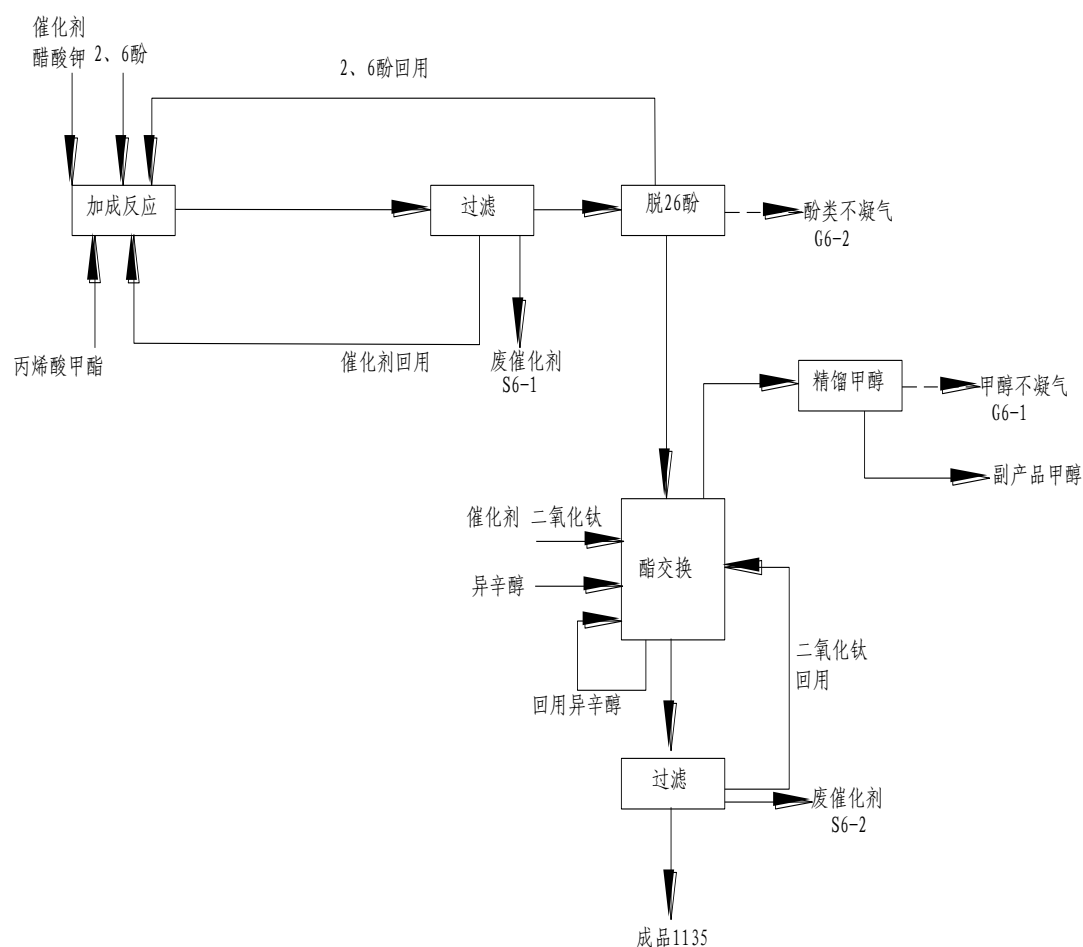 催化剂
醋酸钾
2、6酚
2、6酚回用
加成反应
过滤
脱26酚
酚类不凝气
G6-2
丙烯酸甲酯
催化剂回用
废催化剂
S6-1
精馏甲醇
甲醇不凝气
G6-1
副产品甲醇
催化剂 二氧化钛
酯交换
异辛醇
二氧化钛
回用
回用异辛醇
过滤
废催化剂
S6-2
成品1135